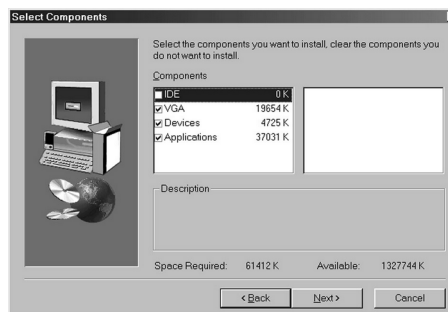 Select Components
Select the components you want to install, clear the components you
do not want to install.
Components
IDE 0 K
VGA 19654 K
Devices 4725 K
Applications 37031 K
Description
Space Required: 61412 K Available: 1327744 K
< Back Next > Cancel